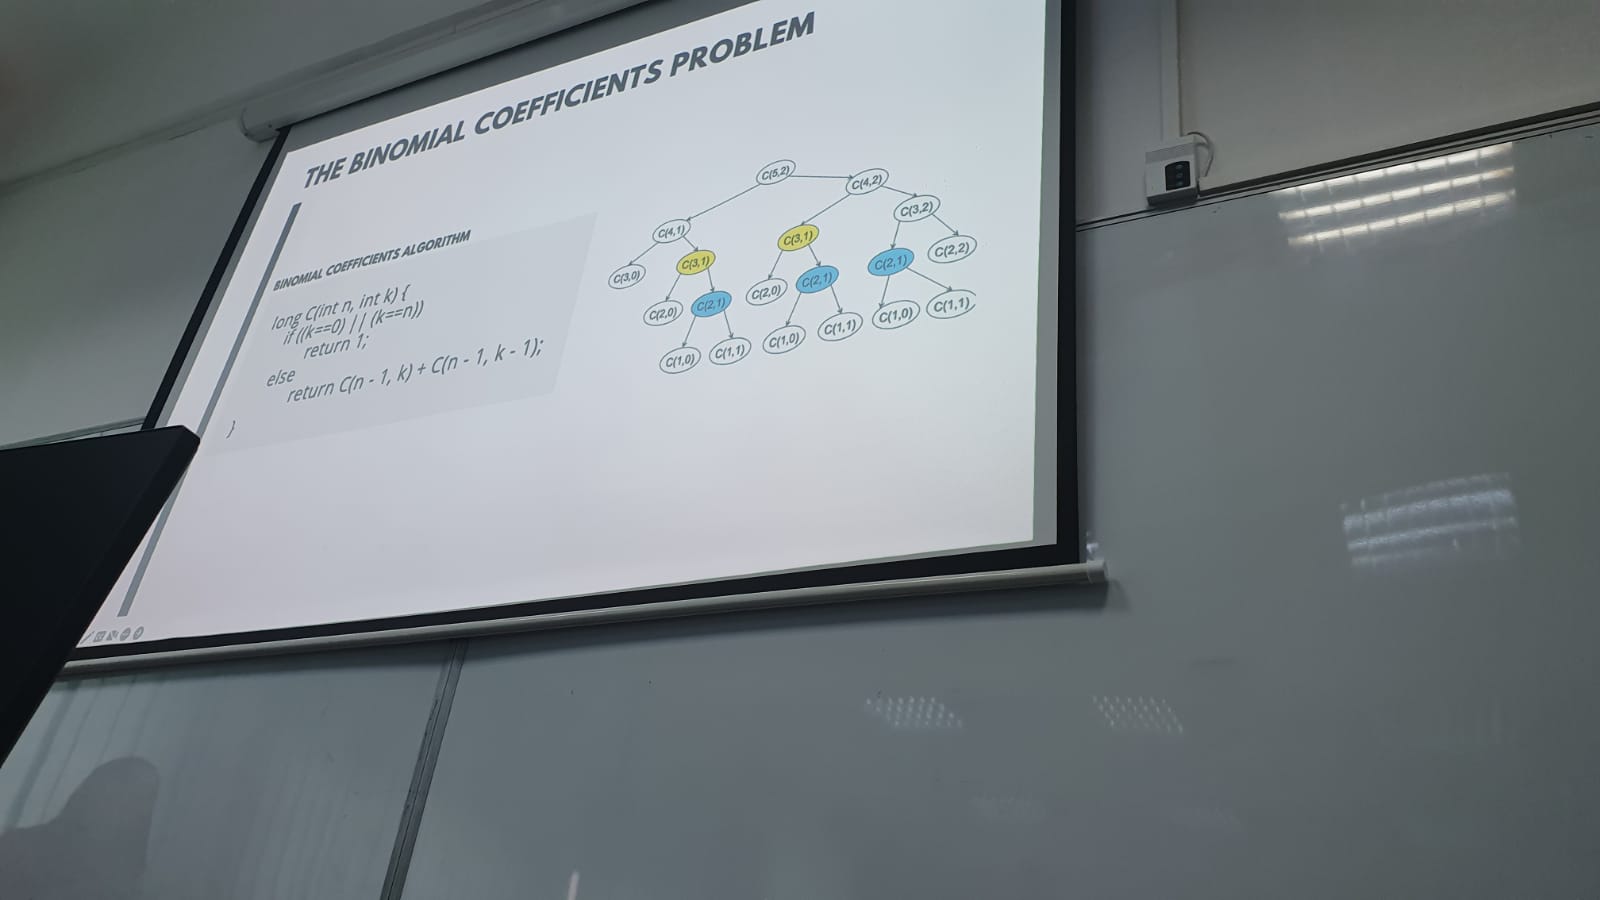 THE BINOMIAL COEFFICIENTS PROBLEM
BINOMIAL COEFFICIENTS ALGORITHM
long C(int n, int k) {
if ((k==0) || (k==n))
return 1;
else
return C(n - 1, k) + C(n - 1, k - 1);
}
C(5,2)
C(4,2)
C(4,1)
C(3,2)
C(3,0)
C(3,1)
C(3,1)
C(2,1)
C(2,2)
C(2,0)
C(2,1)
C(2,0)
C(2,1)
C(1,0)
C(1,1)
C(1,0)
C(1,1)
C(1,0)
C(1,1)